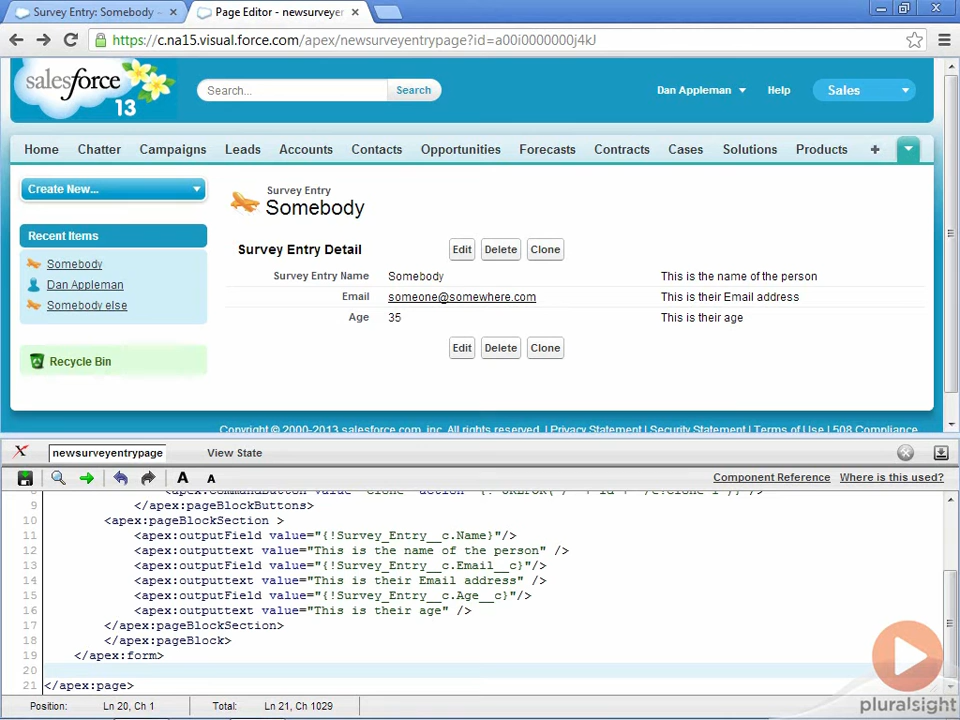 Survey Entry: Somebody -
Page Editor - newsurveyer
https://c.na15.visual.force.com/apex/newsurveyentrypage?id=a00i0000000j4kJ
salesforce
13
Search...
Search
Dan Appleman
Help
Sales
Home Chatter Campaigns Leads Accounts Contacts Opportunities Forecasts Contracts Cases Solutions Products +
Create New...
Recent Items
Somebody
Dan Appleman
Somebody else
Recycle Bin
Survey Entry
Somebody
Survey Entry Detail Edit Delete Clone
Survey Entry Name Somebody This is the name of the person
Email someone@somewhere.com This is their Email address
Age 35 This is their age
Edit Delete Clone
Copyright © 2000-2013 salesforce.com, inc. All rights reserved. | Privacy Statement | Security Statement | Terms of Use | 508 Compliance
newsurveyentrypage View State
A A Component Reference Where is this used?
9 </apex:pageBlockButtons>
10 <apex:pageBlockSection >
11 <apex:outputField value="{!Survey_Entry__c.Name}"/>
12 <apex:outputtext value="This is the name of the person" />
13 <apex:outputField value="{!Survey_Entry__c.Email__c}"/>
14 <apex:outputtext value="This is their Email address" />
15 <apex:outputField value="{!Survey_Entry__c.Age__c}"/>
16 <apex:outputtext value="This is their age" />
17 </apex:pageBlockSection>
18 </apex:pageBlock>
19 </apex:form>
20
21 </apex:page>
Position: Ln 20, Ch 1 Total: Ln 21, Ch 1029
pluralsight